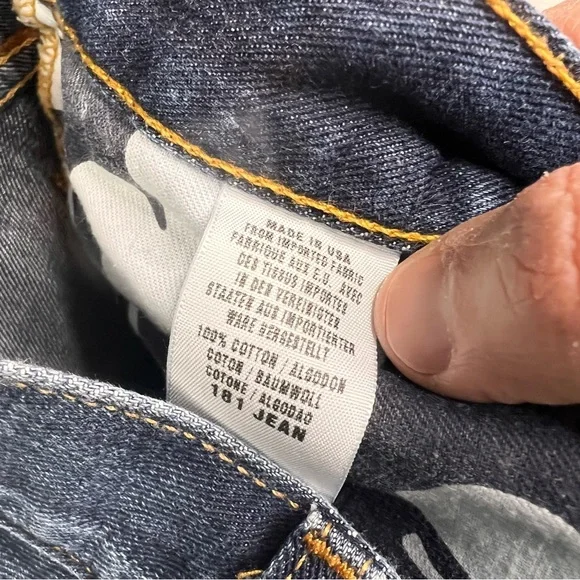 MADE IN USA
FROM IMPORTED FABRIC
FABRIQUE AUX E.U. AVEC
DES TISSUS IMPORTES
IN DEN VEREINIGTER
STAATEN AUS IMPORTIERTER
WARE HERGESTELLT
100% COTTON / ALGODON
COTON / BAUMWOLL
COTONE / ALGODAO
181 JEAN